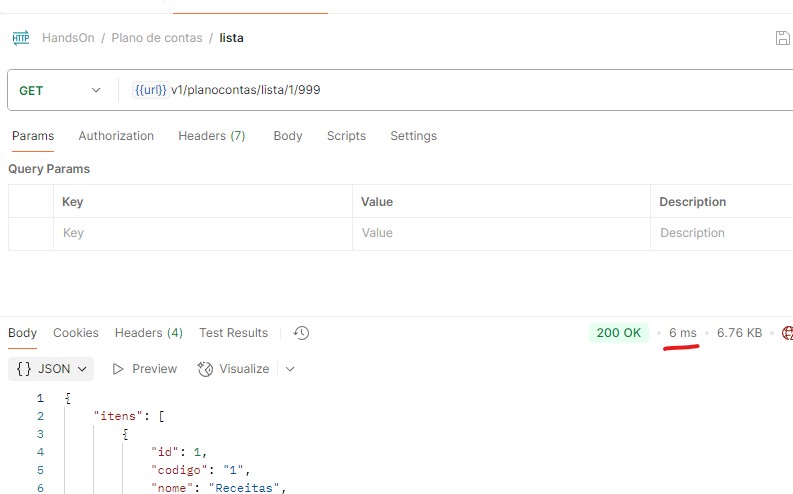 HTTP HandsOn / Plano de contas / lista
GET {{url}} v1/planocontas/lista/1/999
Params Authorization Headers (7) Body Scripts Settings
Query Params
Key Value Description
Key Value Description
Body Cookies Headers (4) Test Results 200 OK • 6 ms • 6.76 KB •
{} JSON Preview Visualize
1 {
2 "itens": [
3 {
4 "id": 1,
5 "codigo": "1",
6 "nome": "Receitas",